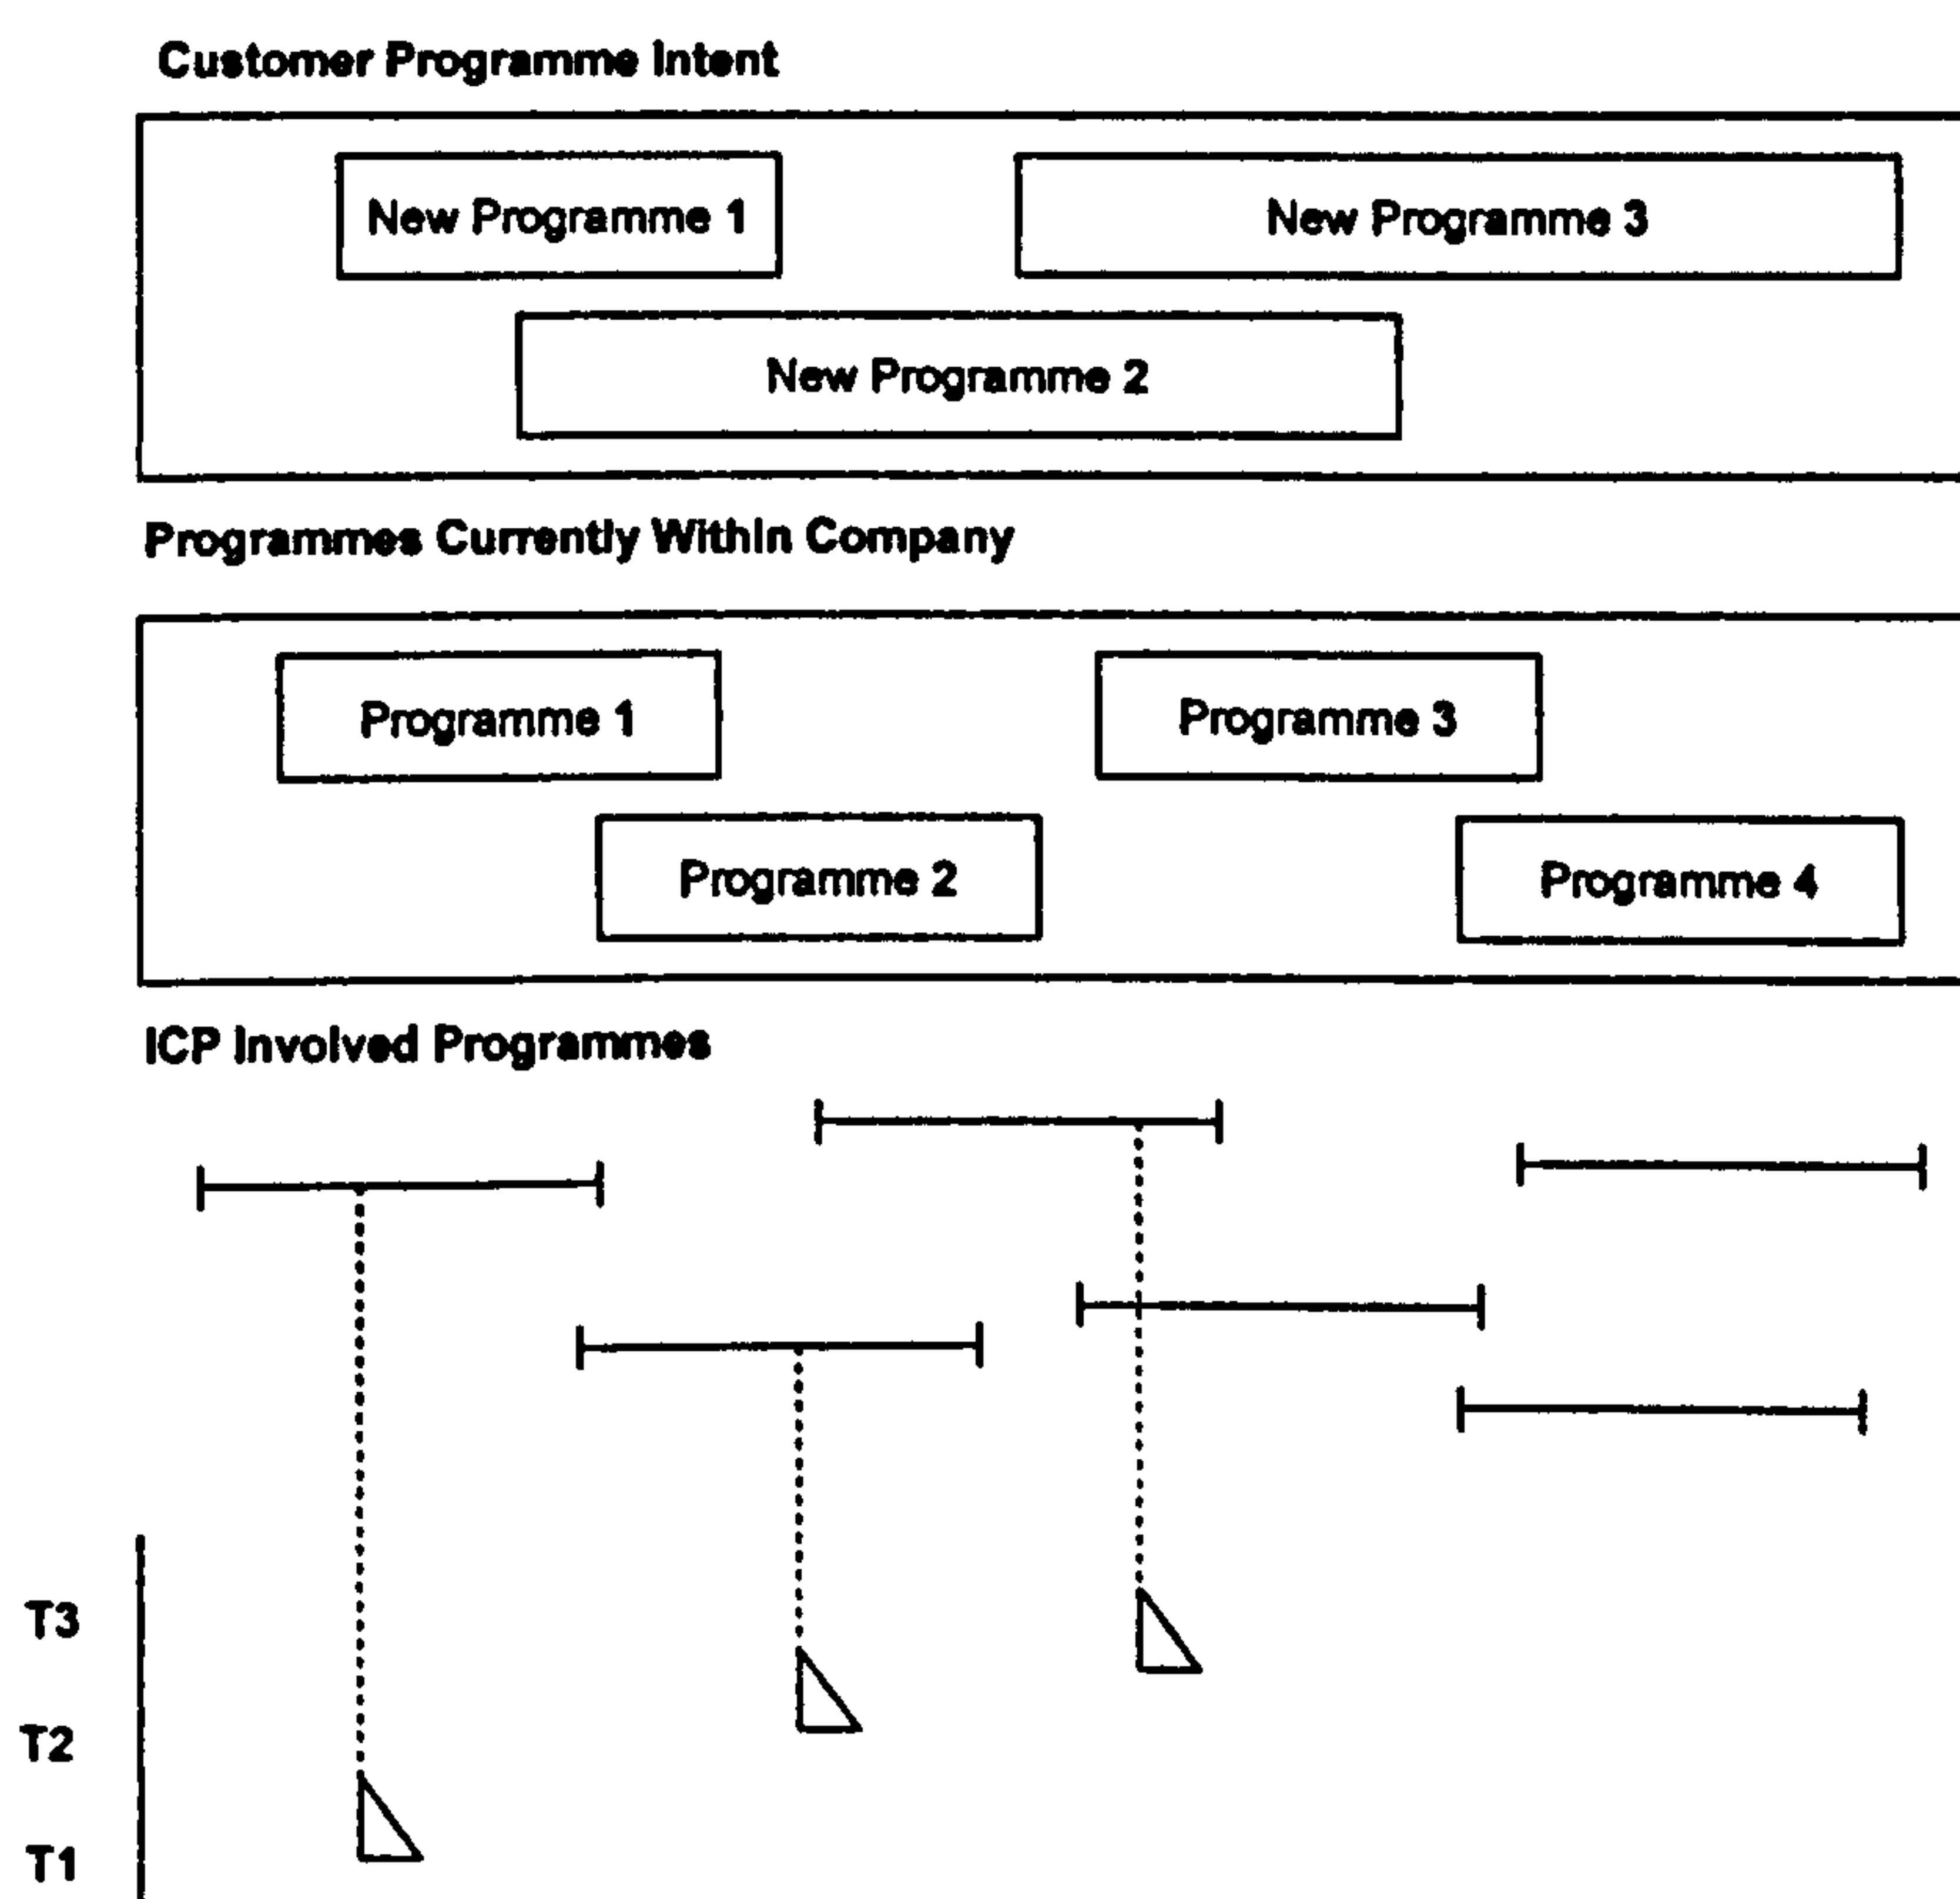 Customer Programme Intent
New Programme 1
New Programme 3
New Programme 2
Programmes Currently Within Company
Programme 1
Programme 3
Programme 2
Programme 4
ICP Involved Programmes
T3
T2
T1